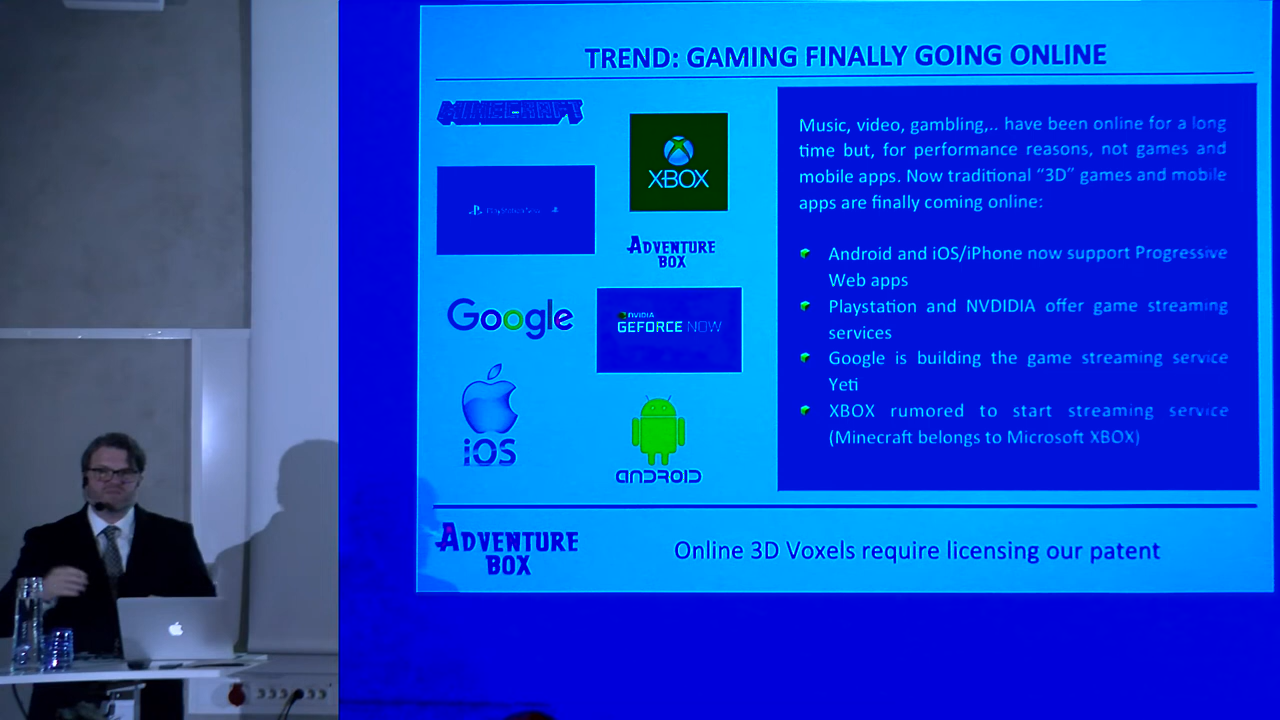 TREND: GAMING FINALLY GOING ONLINE
MINECRAFT
XBOX
PlayStation
ADVENTURE
BOX
Google
NVIDIA
GEFORCE NOW
iOS
ANDROID
Music, video, gambling,.. have been online for a long
time but, for performance reasons, not games and
mobile apps. Now traditional “3D” games and mobile
apps are finally coming online:
Android and iOS/iPhone now support Progressive
Web apps
Playstation and NVDIDIA offer game streaming
services
Google is building the game streaming service
Yeti
XBOX rumored to start streaming service
(Minecraft belongs to Microsoft XBOX)
ADVENTURE
BOX
Online 3D Voxels require licensing our patent